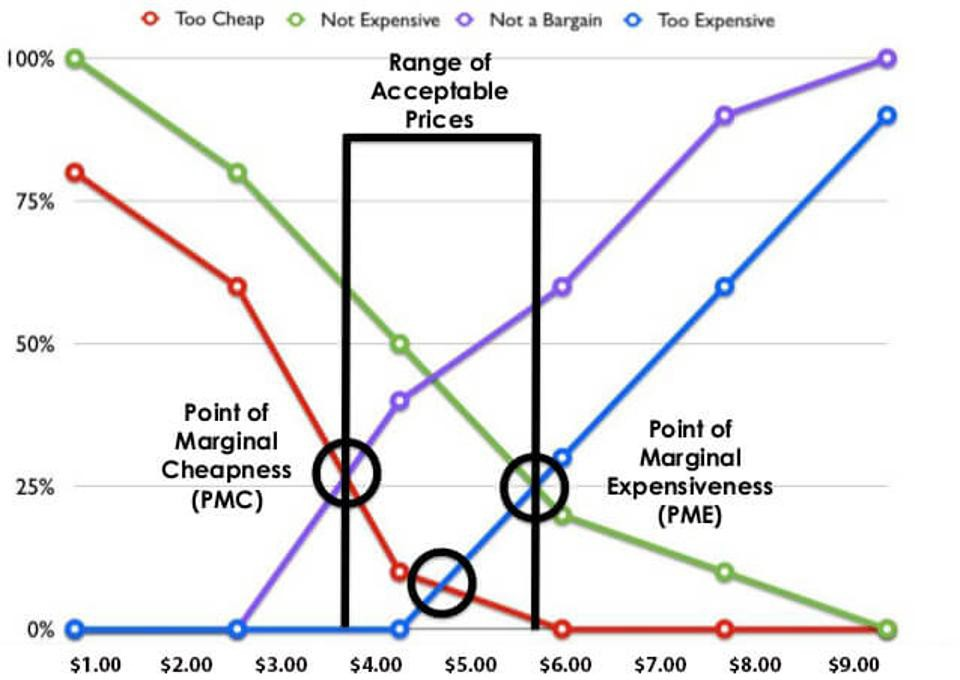 Too Cheap Not Expensive Not a Bargain Too Expensive
100%
Range of
Acceptable
Prices
75%
50%
Point of
Marginal
Cheapness
(PMC)
Point of
Marginal
Expensiveness
(PME)
25%
0%
$1.00 $2.00 $3.00 $4.00 $5.00 $6.00 $7.00 $8.00 $9.00